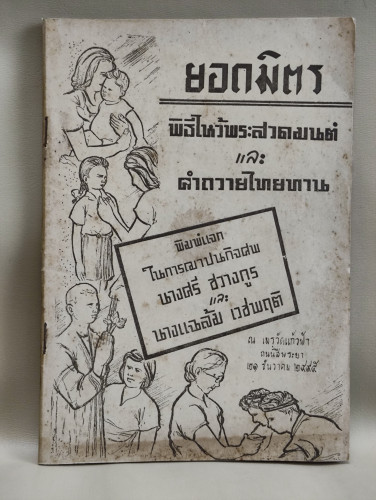 ยอดมิตร
พิธีไหว้พระสวดมนต์
และ
คำถวายไทยทาน
พิมพ์แจก
ในการฌาปนกิจศพ
นางศรี ชวางกูร
และ
นางแฉล้ม เวชพฤติ
ณ เมรุวัดแก้วฟ้า
ถนนสี่พระยา
๒๑ ธันวาคม ๒๔๙๕